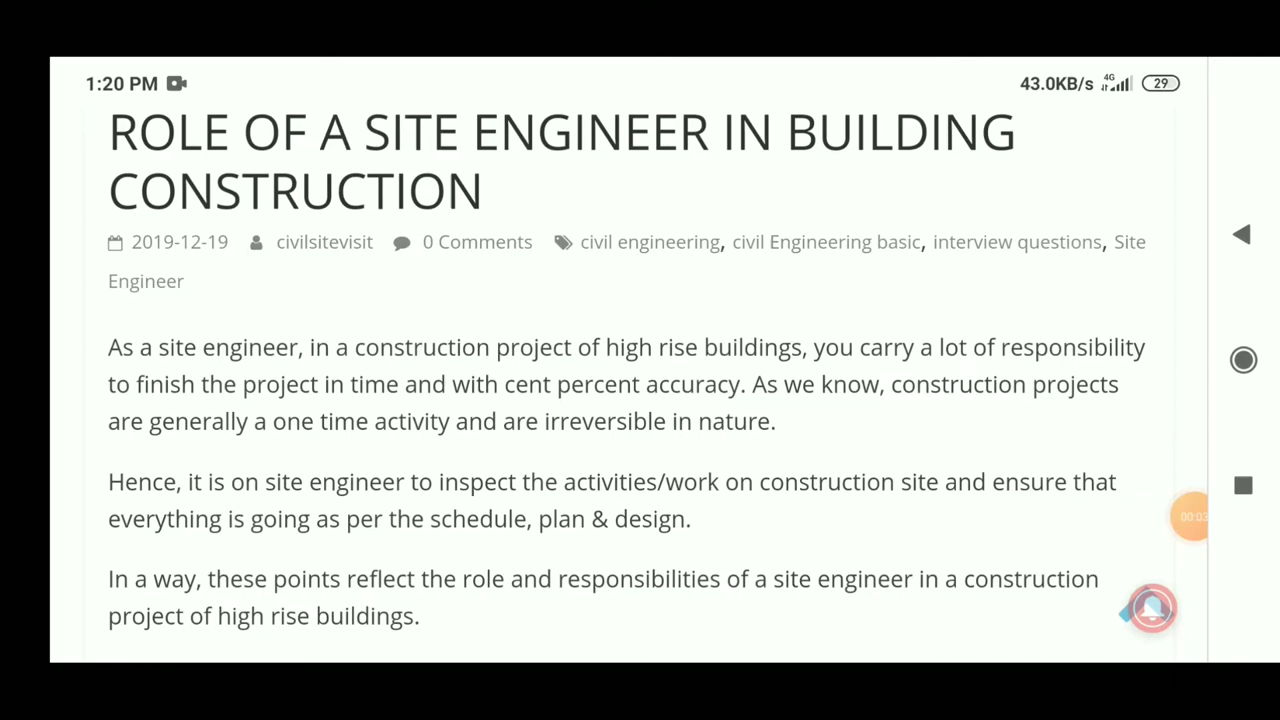 1:20 PM 43.0KB/s 4G 29
ROLE OF A SITE ENGINEER IN BUILDING
CONSTRUCTION
2019-12-19 civilsitevisit 0 Comments civil engineering, civil Engineering basic, interview questions, Site
Engineer
As a site engineer, in a construction project of high rise buildings, you carry a lot of responsibility
to finish the project in time and with cent percent accuracy. As we know, construction projects
are generally a one time activity and are irreversible in nature.
Hence, it is on site engineer to inspect the activities/work on construction site and ensure that
everything is going as per the schedule, plan & design.
00:03
In a way, these points reflect the role and responsibilities of a site engineer in a construction
project of high rise buildings.